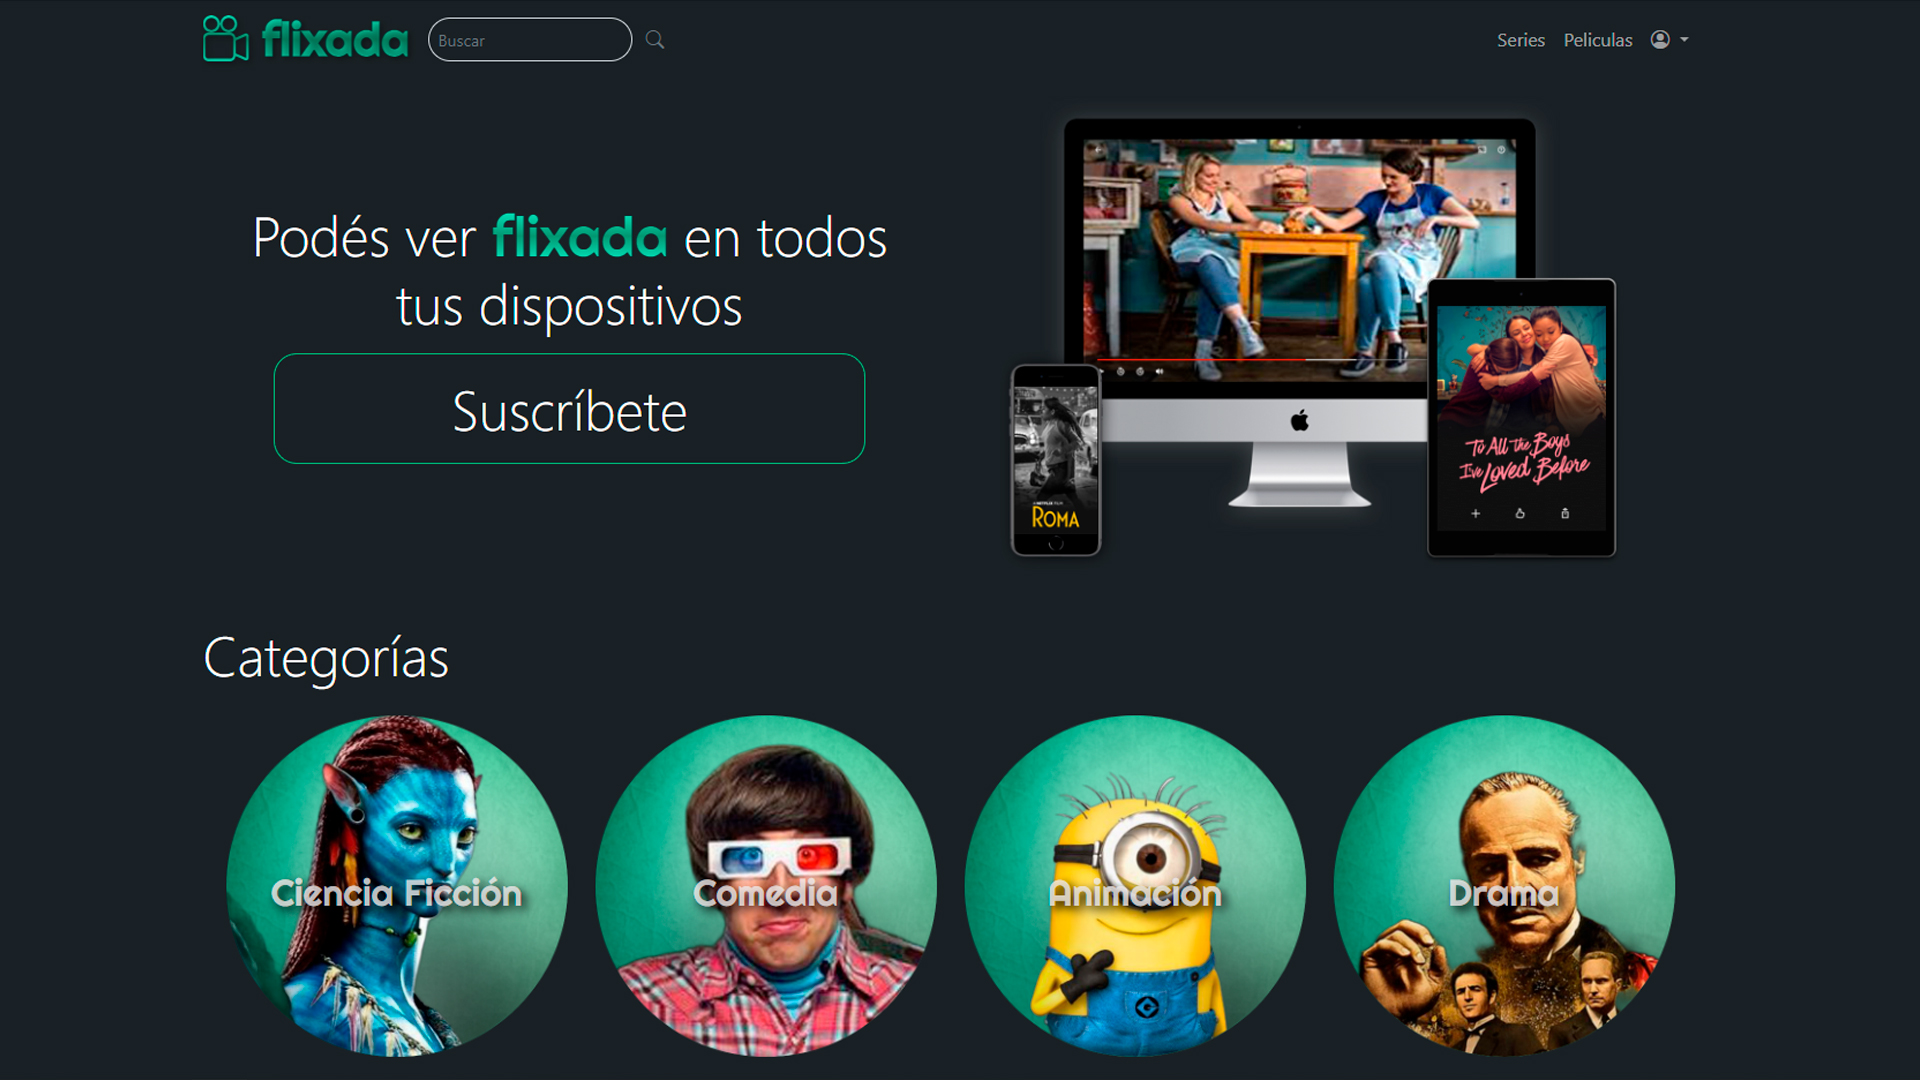 flixada
Buscar
Series
Peliculas
Podés ver flixada en todos
tus dispositivos
Suscríbete
ROMA
To All the Boys
I've Loved Before
Categorías
Ciencia Ficción
Comedia
Animación
Drama